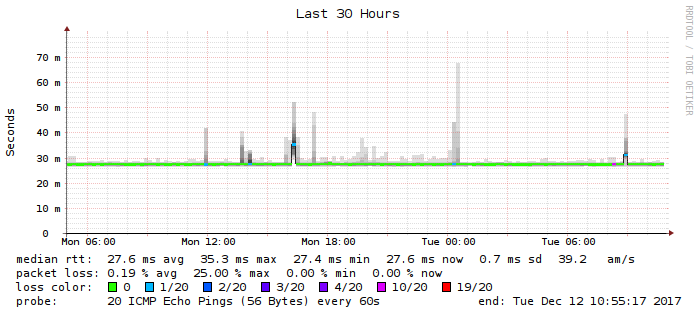 Last 30 Hours
RRDTOOL / TOBI OETIKER
Seconds
70 m
60 m
50 m
40 m
30 m
20 m
10 m
0
Mon 06:00 Mon 12:00 Mon 18:00 Tue 00:00 Tue 06:00
median rtt: 27.6 ms avg 35.3 ms max 27.4 ms min 27.6 ms now 0.7 ms sd 39.2 am/s
packet loss: 0.19 % avg 25.00 % max 0.00 % min 0.00 % now
loss color: 0 1/20 2/20 3/20 4/20 10/20 19/20
probe: 20 ICMP Echo Pings (56 Bytes) every 60s end: Tue Dec 12 10:55:17 2017